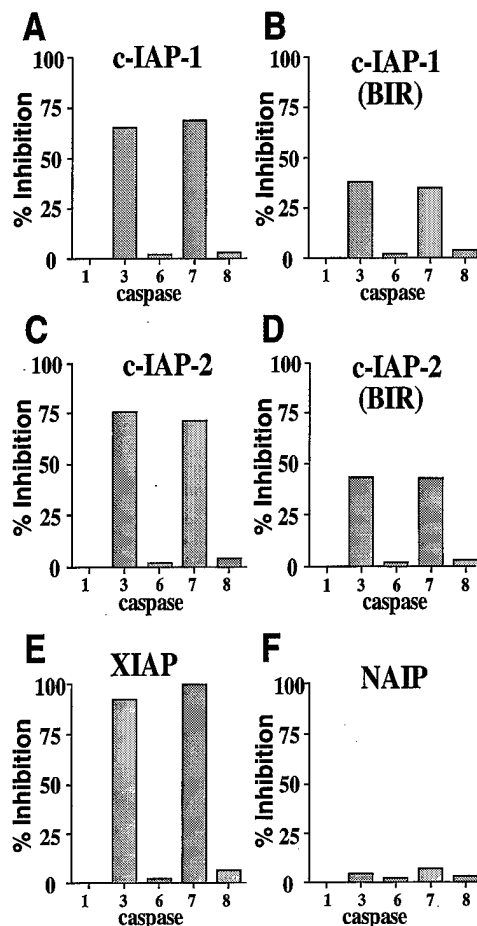 A
c-IAP-1
100
75
50
25
0
% Inhibition
1 3 6 7 8
caspase
B
c-IAP-1
(BIR)
100
75
50
25
0
% Inhibition
1 3 6 7 8
caspase
C
c-IAP-2
100
75
50
25
0
% Inhibition
1 3 6 7 8
caspase
D
c-IAP-2
(BIR)
100
75
50
25
0
% Inhibition
1 3 6 7 8
caspase
E
XIAP
100
75
50
25
0
% Inhibition
1 3 6 7 8
caspase
F
NAIP
100
75
50
25
0
% Inhibition
1 3 6 7 8
caspase